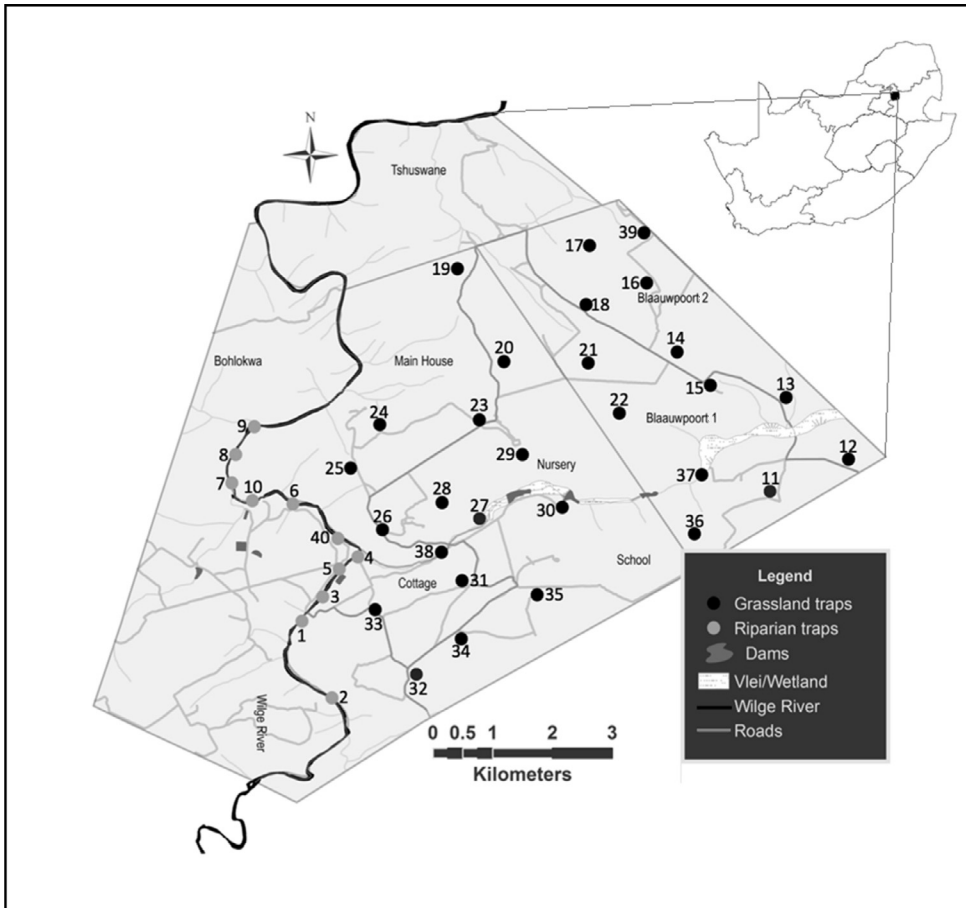 N
Tshuswane
39
17
19
16
Blaauwpoort 2
18
Bohlokwa
Main House
20
21
14
15
13
24
23
22
Blaauwpoort 1
9
8
25
29
Nursery
12
7
10
6
28
27
30
37
11
26
40
4
38
36
5
Cottage
31
School
3
33
35
1
34
32
2
Wilge River
Legend
Grassland traps
Riparian traps
Dams
Vlei/Wetland
Wilge River
Roads
0 0.5 1 2 3
Kilometers